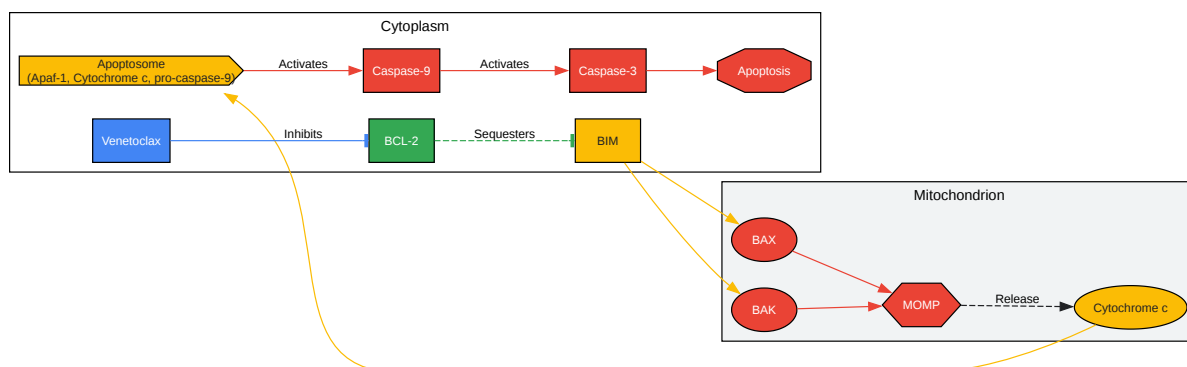 Cytoplasm
Apoptosome
(Apaf-1, Cytochrome c, pro-caspase-9)
Activates
Caspase-9
Activates
Caspase-3
Apoptosis
Venetoclax
Inhibits
BCL-2
Sequesters
BIM
Mitochondrion
BAX
BAK
MOMP
Release
Cytochrome c